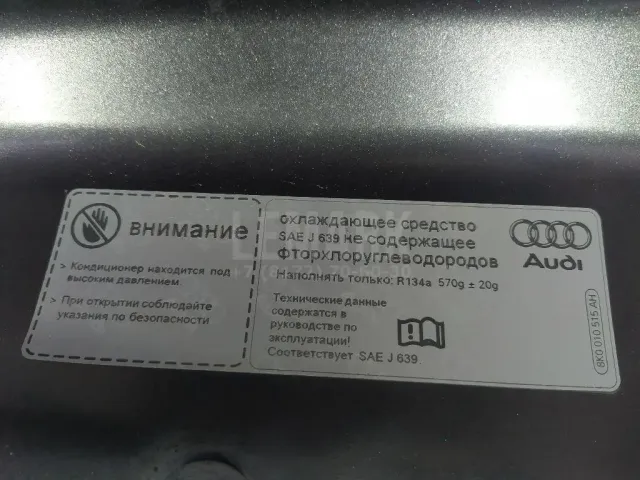 ВНИМАНИЕ
> Кондиционер находится под
высоким давлением.
> При открытии соблюдайте
указания по безопасности
охлаждающее средство
SAE J 639 не содержащее
фторхлоруглеводородов
Наполнять только: R134a 570g ± 20g
Технические данные
содержатся в
руководстве по
эксплуатации!
Соответствует SAE J 639
Audi
8K0 010 515 AH